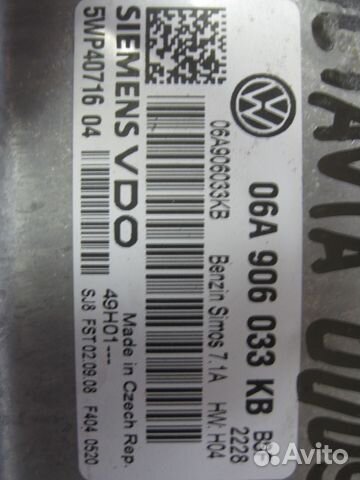 5WP40716 04
SIEMENS VDO
Made in Czech Rep.
49H01---
SJ8 FST 02.09.08 F404 0520
06A906033KB
Benzin Simos 7.1A HW: H04
2228
06A 906 033 KB
Avito